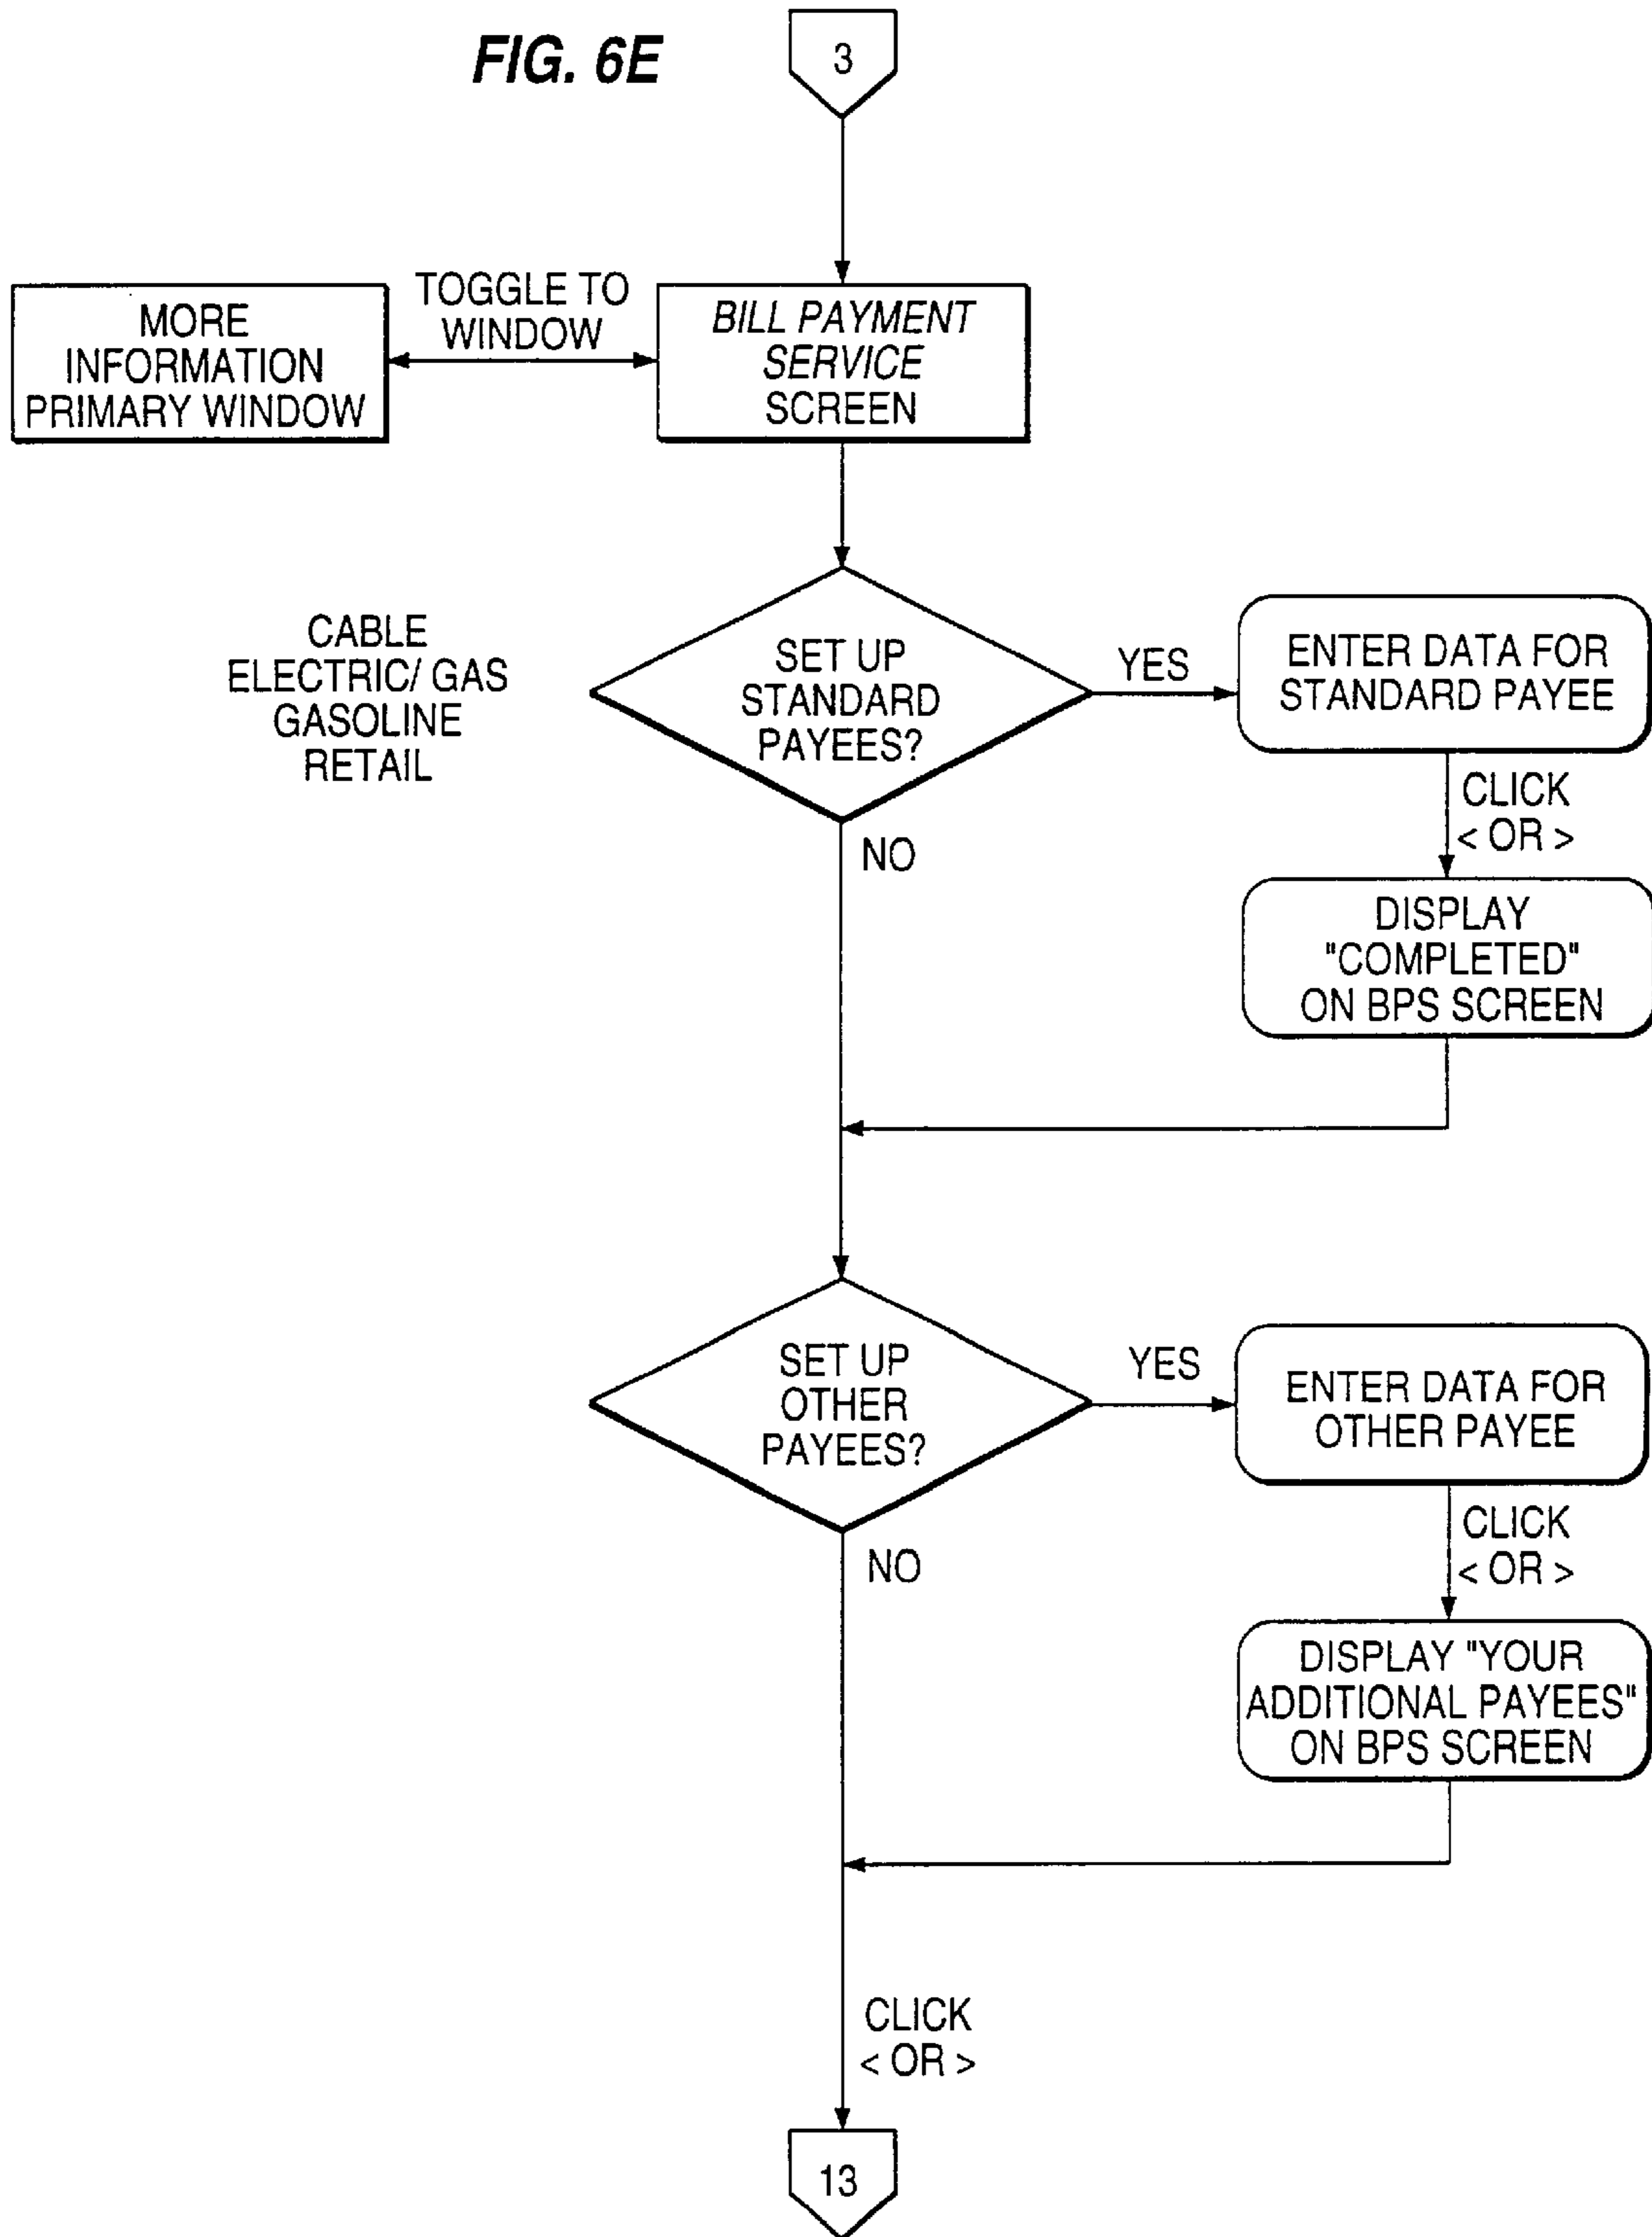 FIG. 6E
3
MORE
INFORMATION
PRIMARY WINDOW
TOGGLE TO
WINDOW
BILL PAYMENT
SERVICE
SCREEN
CABLE
ELECTRIC/ GAS
GASOLINE
RETAIL
SET UP
STANDARD
PAYEES?
YES
ENTER DATA FOR
STANDARD PAYEE
CLICK
< OR >
NO
DISPLAY
"COMPLETED"
ON BPS SCREEN
SET UP
OTHER
PAYEES?
YES
ENTER DATA FOR
OTHER PAYEE
CLICK
< OR >
NO
DISPLAY "YOUR
ADDITIONAL PAYEES"
ON BPS SCREEN
CLICK
< OR >
13